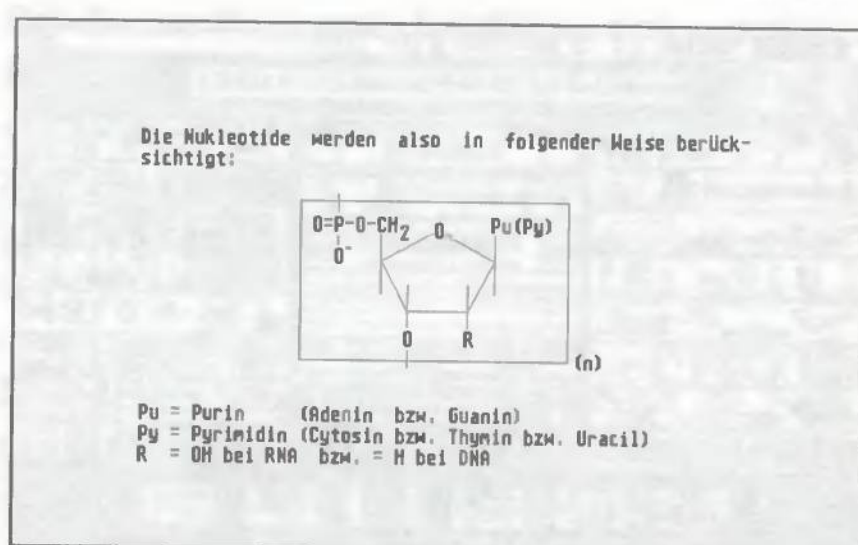 Die Nukleotide werden also in folgender Weise berück-
sichtigt:
O=P-O-CH₂ O Pu(Py)
O⁻
O R
(n)
Pu = Purin (Adenin bzw. Guanin)
Py = Pyrimidin (Cytosin bzw. Thymin bzw. Uracil)
R = OH bei RNA bzw. = H bei DNA